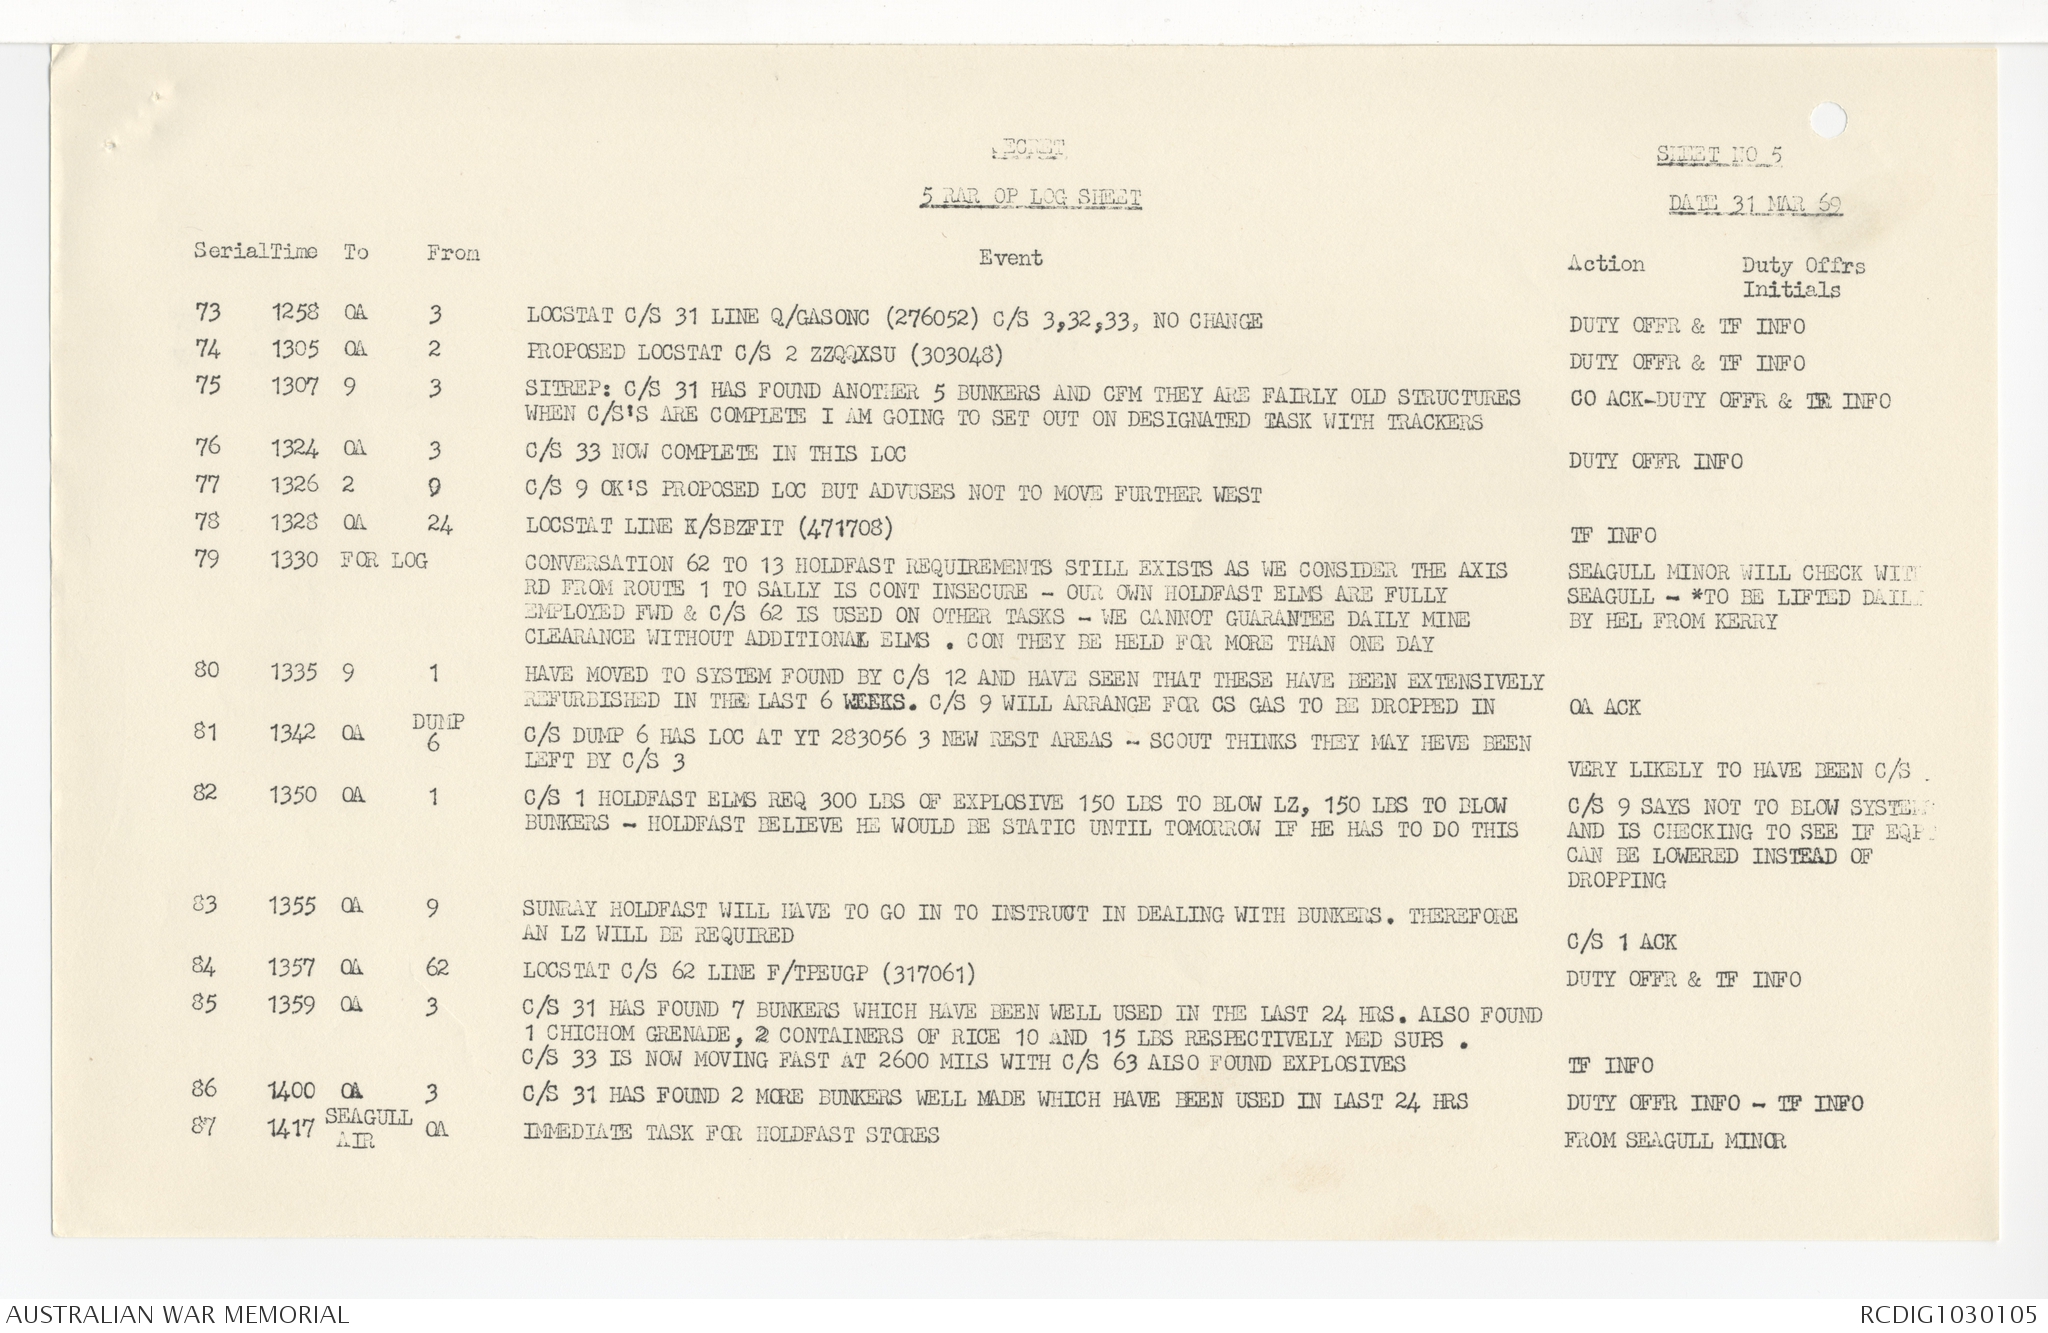 SECRET
SHEET NO 5
5 RAR OP LOG SHEET
DATE 31 MAR 69
Serial Time To From Event Action Duty Offrs
Initials
73 1258 OA 3 LOCSTAT C/S 31 LINE Q/GASONC (276052) C/S 3,32,33, NO CHANGE DUTY OFFR & TF INFO
74 1305 OA 2 PROPOSED LOCSTAT C/S 2 ZZQQXSU (303048) DUTY OFFR & TF INFO
75 1307 9 3 SITREP: C/S 31 HAS FOUND ANOTHER 5 BUNKERS AND CFM THEY ARE FAIRLY OLD STRUCTURES CO ACK-DUTY OFFR & TF INFO
WHEN C/S'S ARE COMPLETE I AM GOING TO SET OUT ON DESIGNATED TASK WITH TRACKERS
76 1324 OA 3 C/S 33 NOW COMPLETE IN THIS LOC DUTY OFFR INFO
77 1326 2 9 C/S 9 OK'S PROPOSED LOC BUT ADVUSES NOT TO MOVE FURTHER WEST
78 1328 OA 24 LOCSTAT LINE K/SBZFIT (471708) TF INFO
79 1330 FOR LOG CONVERSATION 62 TO 13 HOLDFAST REQUIREMENTS STILL EXISTS AS WE CONSIDER THE AXIS SEAGULL MINOR WILL CHECK WIT
RD FROM ROUTE 1 TO SALLY IS CONT INSECURE - OUR OWN HOLDFAST ELMS ARE FULLY SEAGULL - *TO BE LIFTED DAIL
EMPLOYED FWD & C/S 62 IS USED ON OTHER TASKS - WE CANNOT GUARANTEE DAILY MINE BY HEL FROM KERRY
CLEARANCE WITHOUT ADDITIONAL ELMS . CON THEY BE HELD FOR MORE THAN ONE DAY
80 1335 9 1 HAVE MOVED TO SYSTEM FOUND BY C/S 12 AND HAVE SEEN THAT THESE HAVE BEEN EXTENSIVELY
REFURBISHED IN THE LAST 6 WEEKS. C/S 9 WILL ARRANGE FOR CS GAS TO BE DROPPED IN OA ACK
81 1342 OA DUMP 6 C/S DUMP 6 HAS LOC AT YT 283056 3 NEW REST AREAS - SCOUT THINKS THEY MAY HEVE BEEN
LEFT BY C/S 3 VERY LIKELY TO HAVE BEEN C/S
82 1350 OA 1 C/S 1 HOLDFAST ELMS REQ 300 LBS OF EXPLOSIVE 150 LBS TO BLOW LZ, 150 LBS TO BLOW C/S 9 SAYS NOT TO BLOW SYSTEM
BUNKERS - HOLDFAST BELIEVE HE WOULD BE STATIC UNTIL TOMORROW IF HE HAS TO DO THIS AND IS CHECKING TO SEE IF EQP
CAN BE LOWERED INSTEAD OF
DROPPING
83 1355 OA 9 SUNRAY HOLDFAST WILL HAVE TO GO IN TO INSTRUCT IN DEALING WITH BUNKERS. THEREFORE
AN LZ WILL BE REQUIRED C/S 1 ACK
84 1357 OA 62 LOCSTAT C/S 62 LINE F/TPEUGP (317061) DUTY OFFR & TF INFO
85 1359 OA 3 C/S 31 HAS FOUND 7 BUNKERS WHICH HAVE BEEN WELL USED IN THE LAST 24 HRS. ALSO FOUND
1 CHICHOM GRENADE, 2 CONTAINERS OF RICE 10 AND 15 LBS RESPECTIVELY MED SUPS .
C/S 33 IS NOW MOVING FAST AT 2600 MILS WITH C/S 63 ALSO FOUND EXPLOSIVES TF INFO
86 1400 OA 3 C/S 31 HAS FOUND 2 MORE BUNKERS WELL MADE WHICH HAVE BEEN USED IN LAST 24 HRS DUTY OFFR INFO - TF INFO
87 1417 SEAGULL AIR OA IMMEDIATE TASK FOR HOLDFAST STORES FROM SEAGULL MINOR
AUSTRALIAN WAR MEMORIAL RCDIG1030105